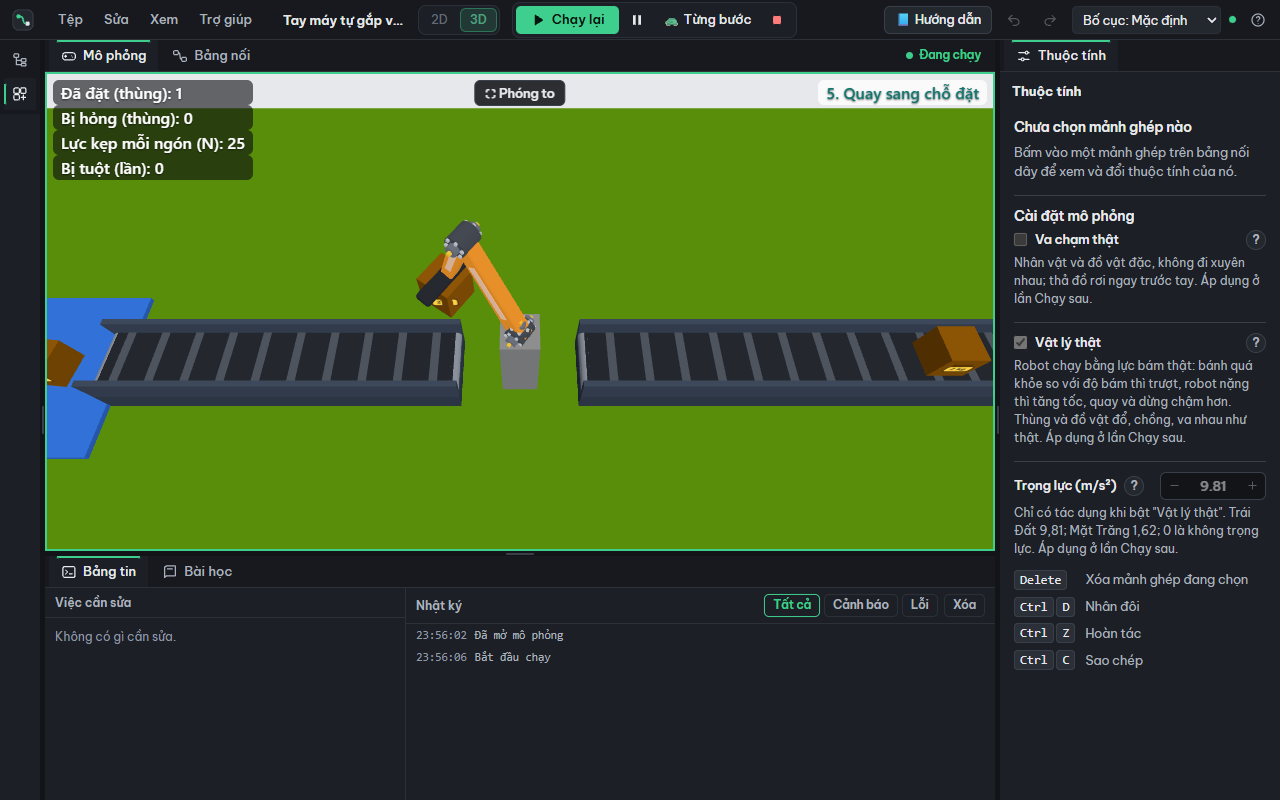 Tệp Sửa Xem Trợ giúp Tay máy tự gắp v... 2D 3D Chạy lại Từng bước Hướng dẫn Bố cục: Mặc định
Mô phỏng Bảng nối Đang chạy Thuộc tính
Đã đặt (thùng): 1
Bị hỏng (thùng): 0
Lực kẹp mỗi ngón (N): 25
Bị tuột (lần): 0
Phóng to
5. Quay sang chỗ đặt
Thuộc tính
Chưa chọn mảnh ghép nào
Bấm vào một mảnh ghép trên bảng nối
dây để xem và đổi thuộc tính của nó.
Cài đặt mô phỏng
Va chạm thật ?
Nhân vật và đồ vật đặc, không đi xuyên
nhau; thả đồ rơi ngay trước tay. Áp dụng ở
lần Chạy sau.
Vật lý thật ?
Robot chạy bằng lực bám thật: bánh quá
khỏe so với độ bám thì trượt, robot nặng
thì tăng tốc, quay và dừng chậm hơn.
Thùng và đồ vật đổ, chồng, va nhau như
thật. Áp dụng ở lần Chạy sau.
Trọng lực (m/s²) ? − 9.81 +
Chỉ có tác dụng khi bật "Vật lý thật". Trái
Đất 9,81; Mặt Trăng 1,62; 0 là không trọng
lực. Áp dụng ở lần Chạy sau.
Delete Xóa mảnh ghép đang chọn
Ctrl D Nhân đôi
Ctrl Z Hoàn tác
Ctrl C Sao chép
Bảng tin Bài học
Việc cần sửa
Không có gì cần sửa.
Nhật ký Tất cả Cảnh báo Lỗi Xóa
23:56:02 Đã mở mô phỏng
23:56:06 Bắt đầu chạy